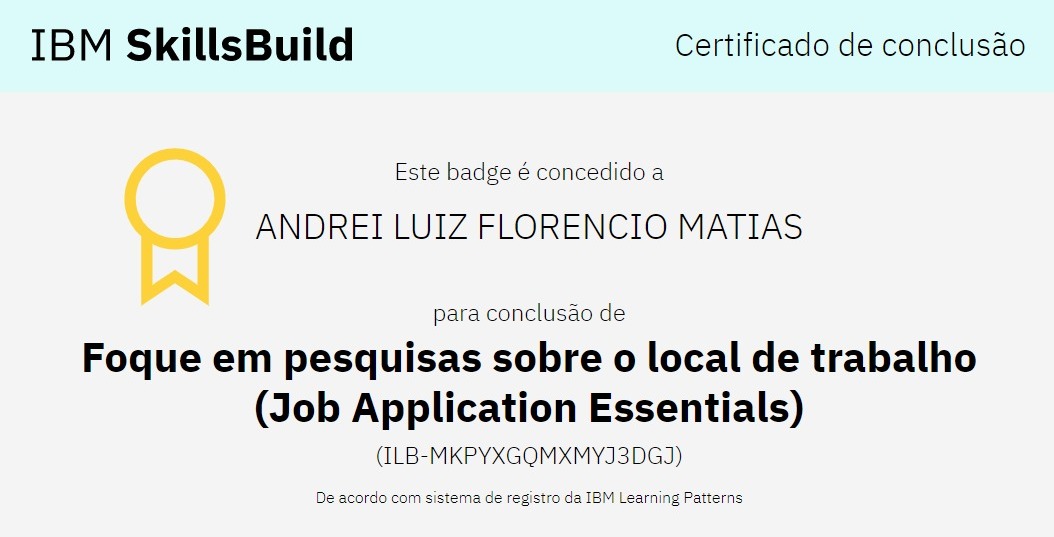 IBM SkillsBuild
Certificado de conclusão
Este badge é concedido a
ANDREI LUIZ FLORENCIO MATIAS
para conclusão de
Foque em pesquisas sobre o local de trabalho
(Job Application Essentials)
(ILB-MKPYXGQMXMYJ3DGJ)
De acordo com sistema de registro da IBM Learning Patterns